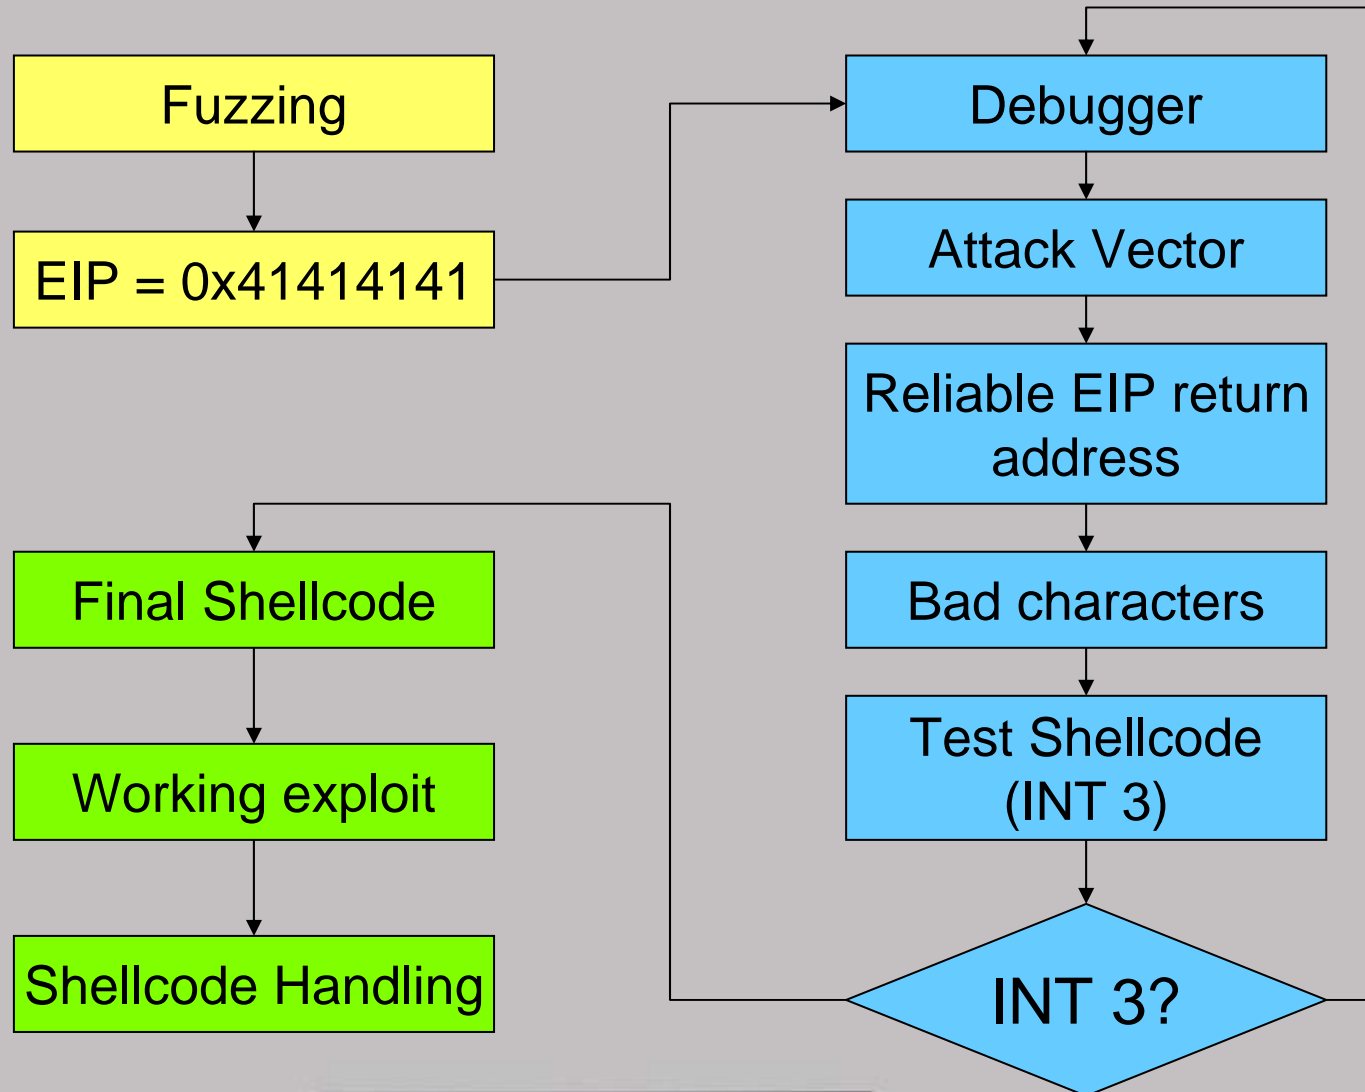 Fuzzing
EIP = 0x41414141
Debugger
Attack Vector
Reliable EIP return
address
Bad characters
Test Shellcode
(INT 3)
INT 3?
Final Shellcode
Working exploit
Shellcode Handling